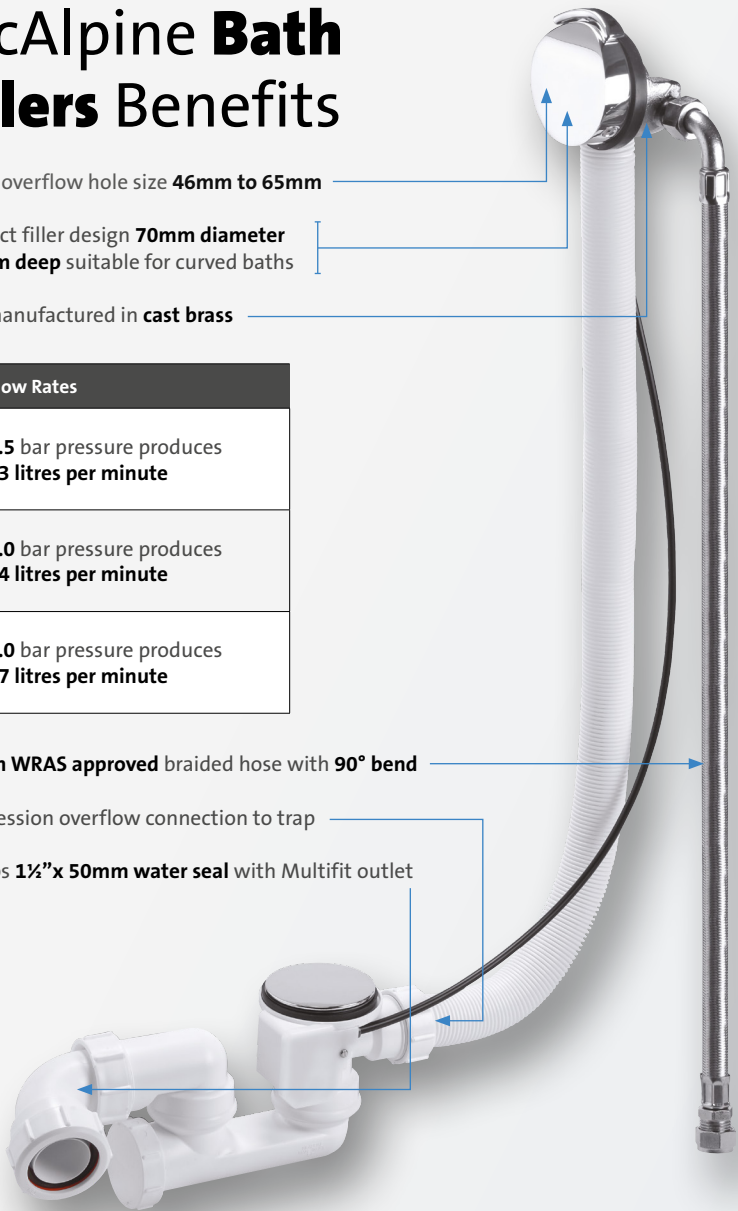 cAlpine Bath
lers Benefits
overflow hole size 46mm to 65mm
ct filler design 70mm diameter
m deep suitable for curved baths
manufactured in cast brass
ow Rates
.5 bar pressure produces
3 litres per minute
.0 bar pressure produces
4 litres per minute
.0 bar pressure produces
7 litres per minute
WRAS approved braided hose with 90° bend
ession overflow connection to trap
s 1½”x 50mm water seal with Multifit outlet